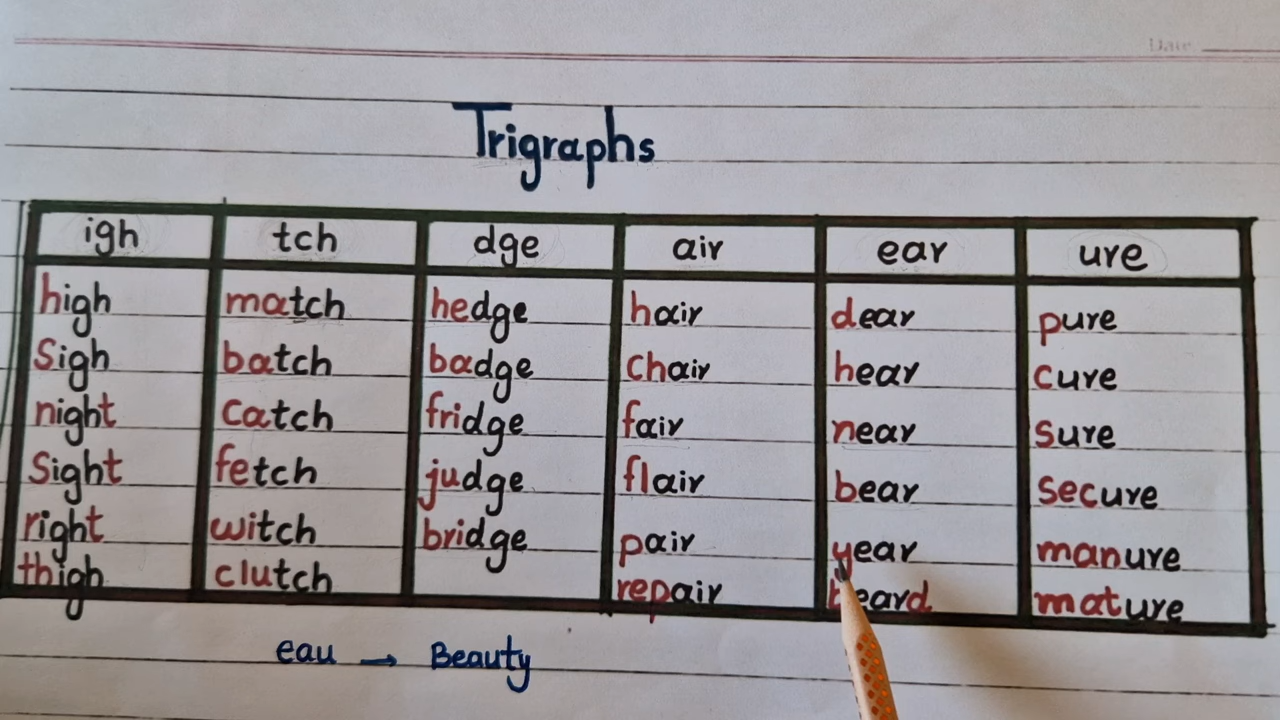 Date
Trigraphs
igh tch dge air ear ure
high match hedge hair dear pure
Sigh batch badge chair hear cure
night catch fridge fair near sure
Sight fetch judge flair bear secure
right witch bridge pair year manure
thigh clutch repair beard mature
eau → Beauty